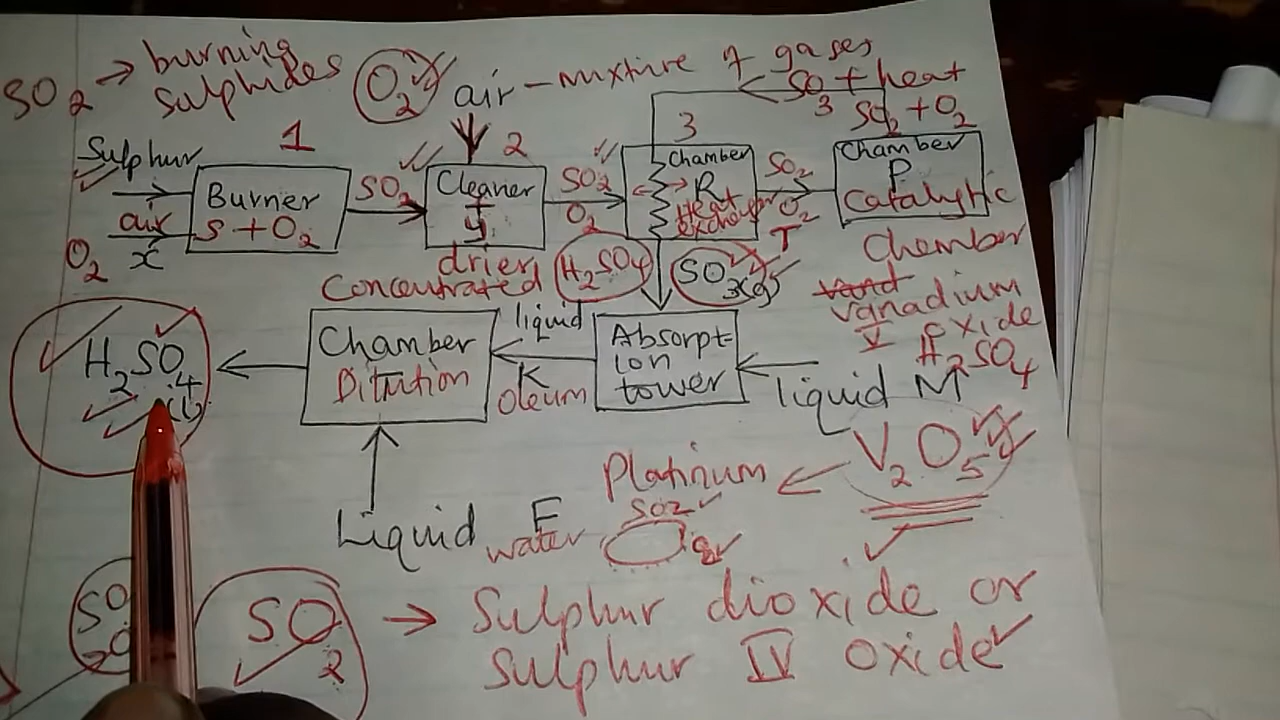 SO2 → burning sulphides
O2 air - mixture of gases
SO3 + heat
SO2 + O2
Sulphur
air
O2 x
1
Burner
S + O2
SO2
2
Cleaner
+
y
drier
SO2
O2
3
Chamber
R
Heat
exchanger
SO2
O2
T
Chamber
P
Catalytic
Chamber
vanadium
V oxide
H2SO4
Concentrated H2SO4
SO3(g)
H2SO4
(l)
Chamber
Dilution
liquid
K
oleum
Absorpt-
ion
tower
liquid M
V2O5
Platinum
SO2
Liquid F
water
SO2 → Sulphur dioxide or
sulphur IV oxide